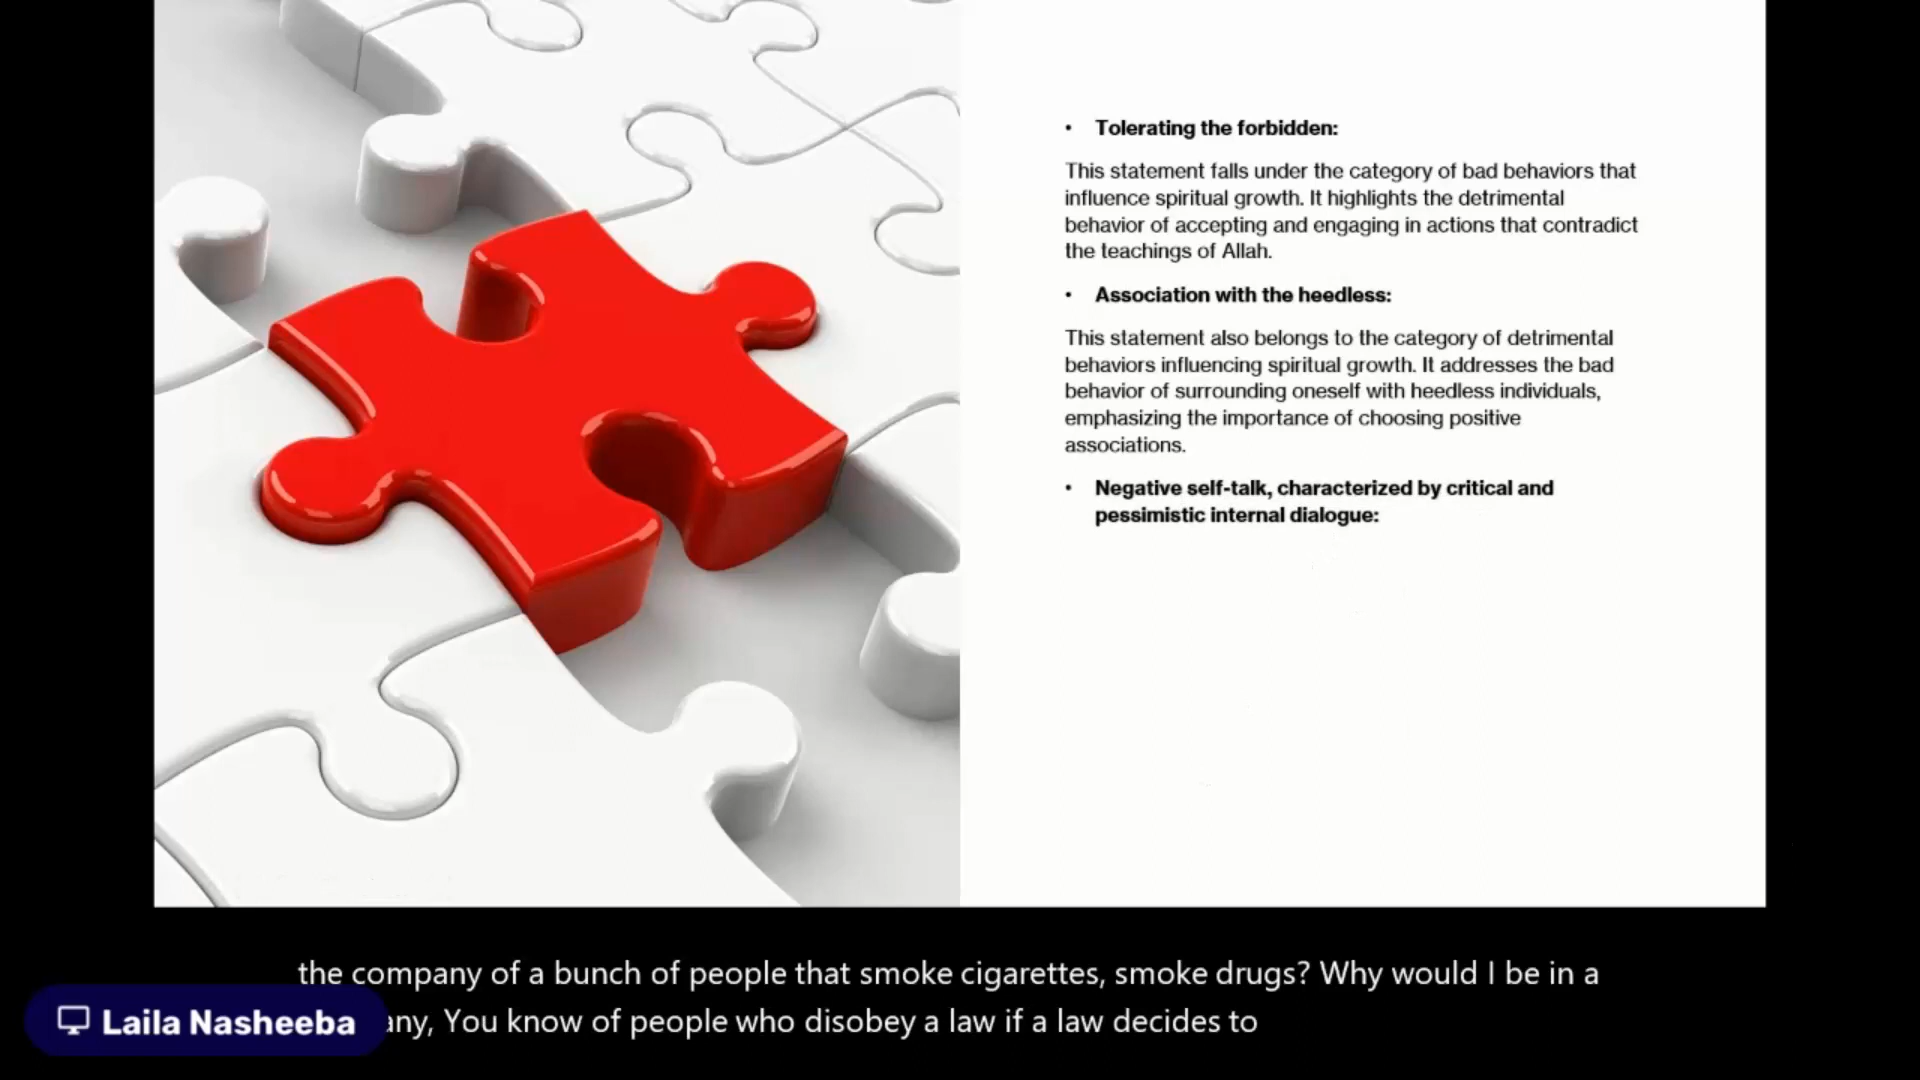 • Tolerating the forbidden:
This statement falls under the category of bad behaviors that
influence spiritual growth. It highlights the detrimental
behavior of accepting and engaging in actions that contradict
the teachings of Allah.
• Association with the heedless:
This statement also belongs to the category of detrimental
behaviors influencing spiritual growth. It addresses the bad
behavior of surrounding oneself with heedless individuals,
emphasizing the importance of choosing positive
associations.
• Negative self-talk, characterized by critical and
pessimistic internal dialogue:
the company of a bunch of people that smoke cigarettes, smoke drugs? Why would I be in a
any, You know of people who disobey a law if a law decides to
Laila Nasheeba